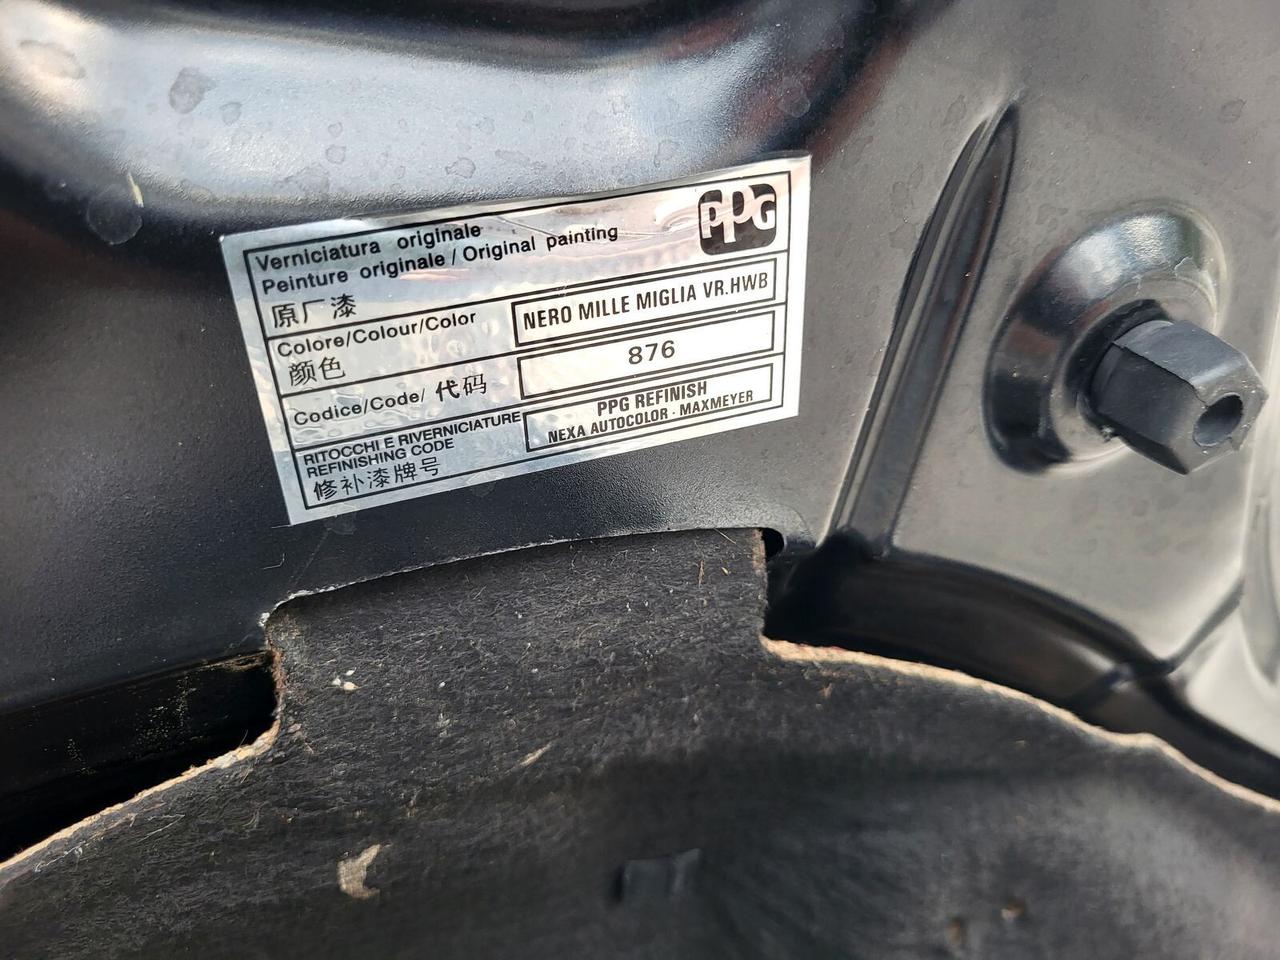 Verniciatura originale
Peinture originale / Original painting
PPG
原厂漆
Colore/Colour/Color
颜色
NERO MILLE MIGLIA VR.HWB
Codice/Code/ 代码
876
RITOCCHI E RIVERNICIATURE
REFINISHING CODE
修补漆牌号
PPG REFINISH
NEXA AUTOCOLOR - MAXMEYER